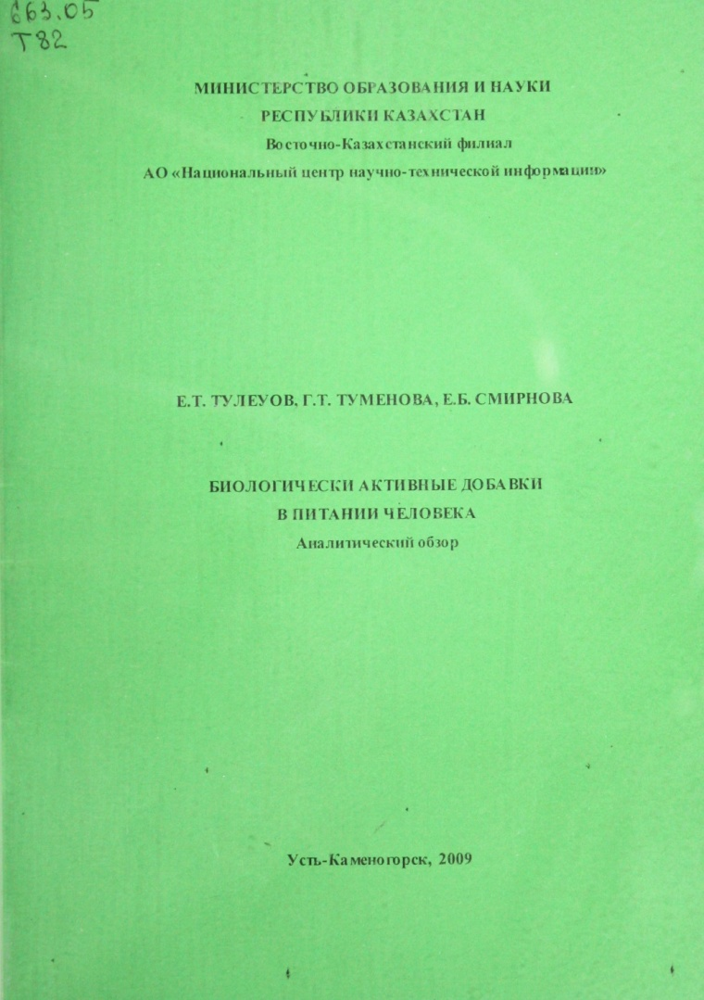 663.05
Т82
МИНИСТЕРСТВО ОБРАЗОВАНИЯ И НАУКИ
РЕСПУБЛИКИ КАЗАХСТАН
Восточно-Казахстанский филиал
АО «Национальный центр научно-технической информации»
Е.Т. ТУЛЕУОВ, Г.Т. ТУМЕНОВА, Е.Б. СМИРНОВА
БИОЛОГИЧЕСКИ АКТИВНЫЕ ДОБАВКИ
В ПИТАНИИ ЧЕЛОВЕКА
Аналитический обзор
Усть-Каменогорск, 2009